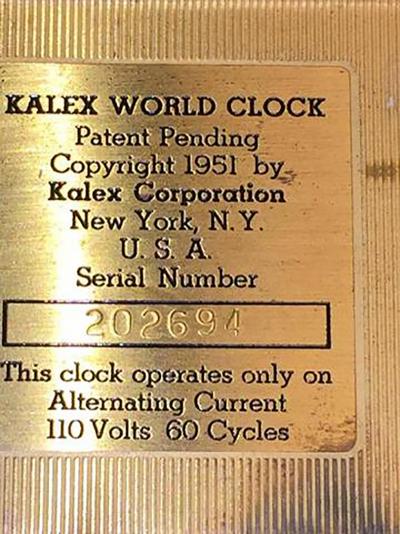 KALEX WORLD CLOCK
Patent Pending
Copyright 1951 by
Kalex Corporation
New York, N.Y.
U. S. A.
Serial Number
202694
This clock operates only on
Alternating Current
110 Volts 60 Cycles